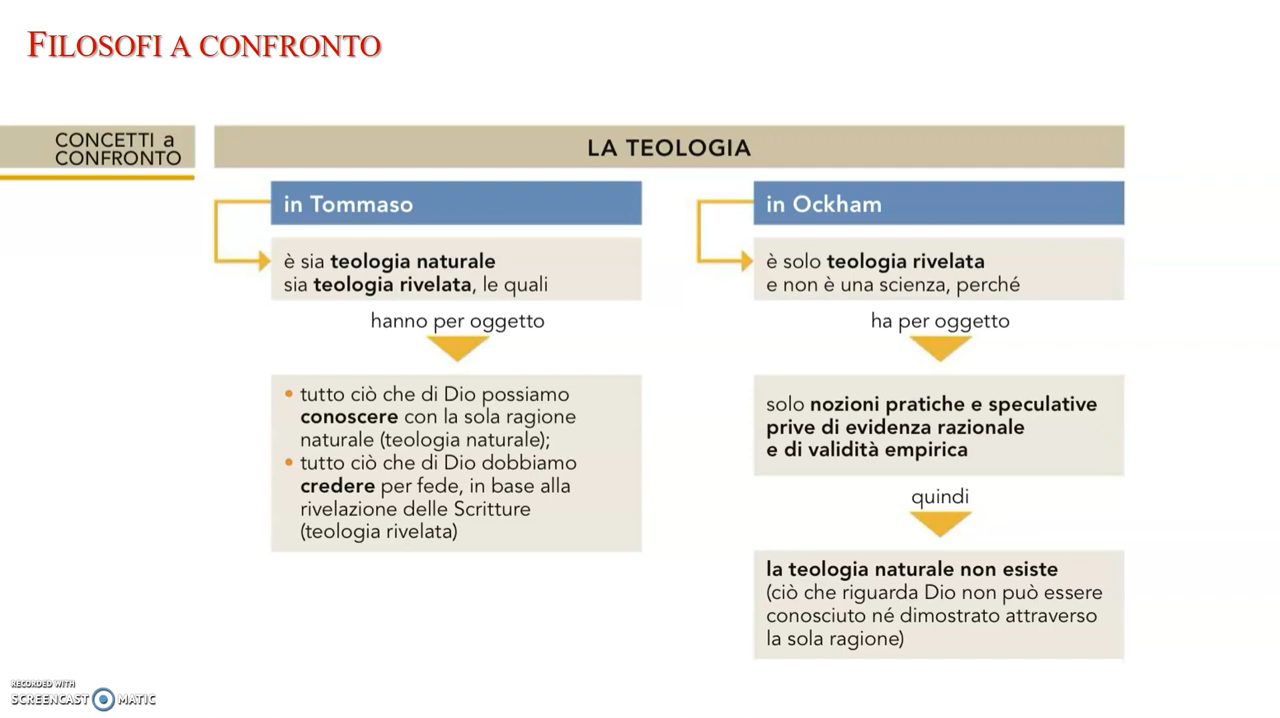 FILOSOFI A CONFRONTO
CONCETTI a
CONFRONTO
LA TEOLOGIA
in Tommaso
è sia teologia naturale
sia teologia rivelata, le quali
hanno per oggetto
• tutto ciò che di Dio possiamo
conoscere con la sola ragione
naturale (teologia naturale);
• tutto ciò che di Dio dobbiamo
credere per fede, in base alla
rivelazione delle Scritture
(teologia rivelata)
in Ockham
è solo teologia rivelata
e non è una scienza, perché
ha per oggetto
solo nozioni pratiche e speculative
prive di evidenza razionale
e di validità empirica
quindi
la teologia naturale non esiste
(ciò che riguarda Dio non può essere
conosciuto né dimostrato attraverso
la sola ragione)
RECORDED WITH
SCREENCAST MATIC